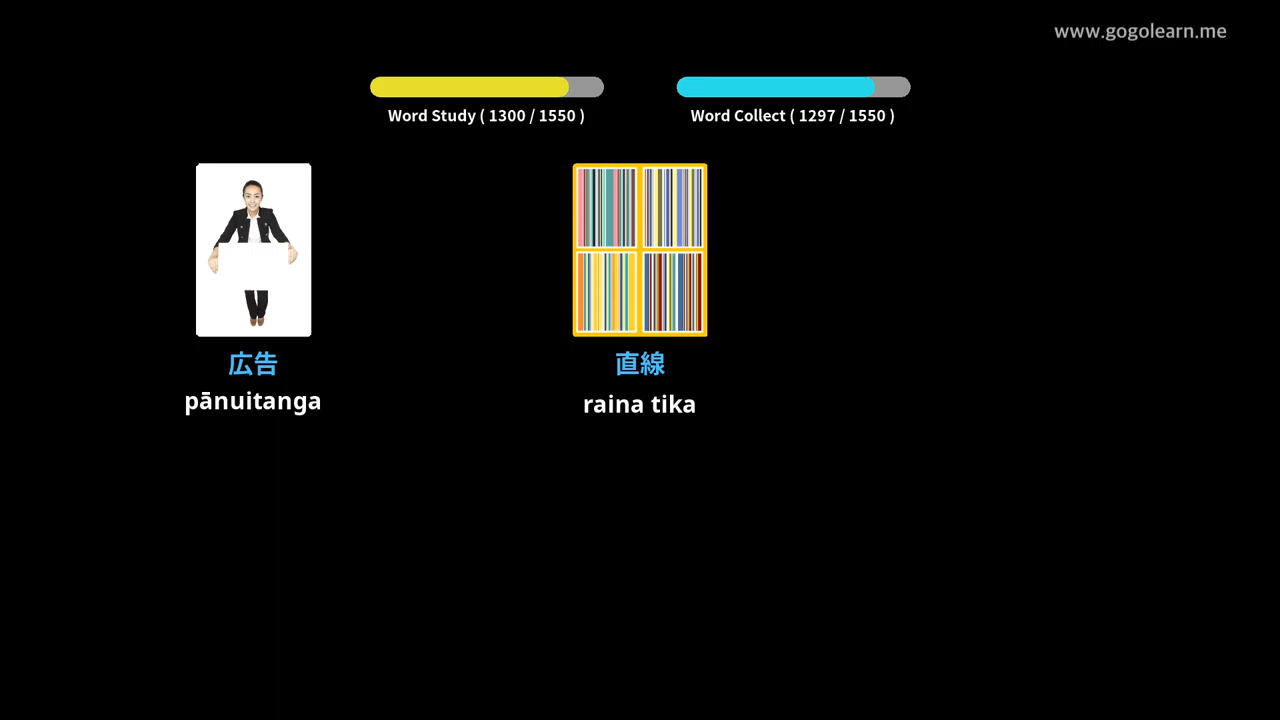 www.gogolearn.me
Word Study ( 1300 / 1550 )
Word Collect ( 1297 / 1550 )
広告
pānuitanga
直線
raina tika